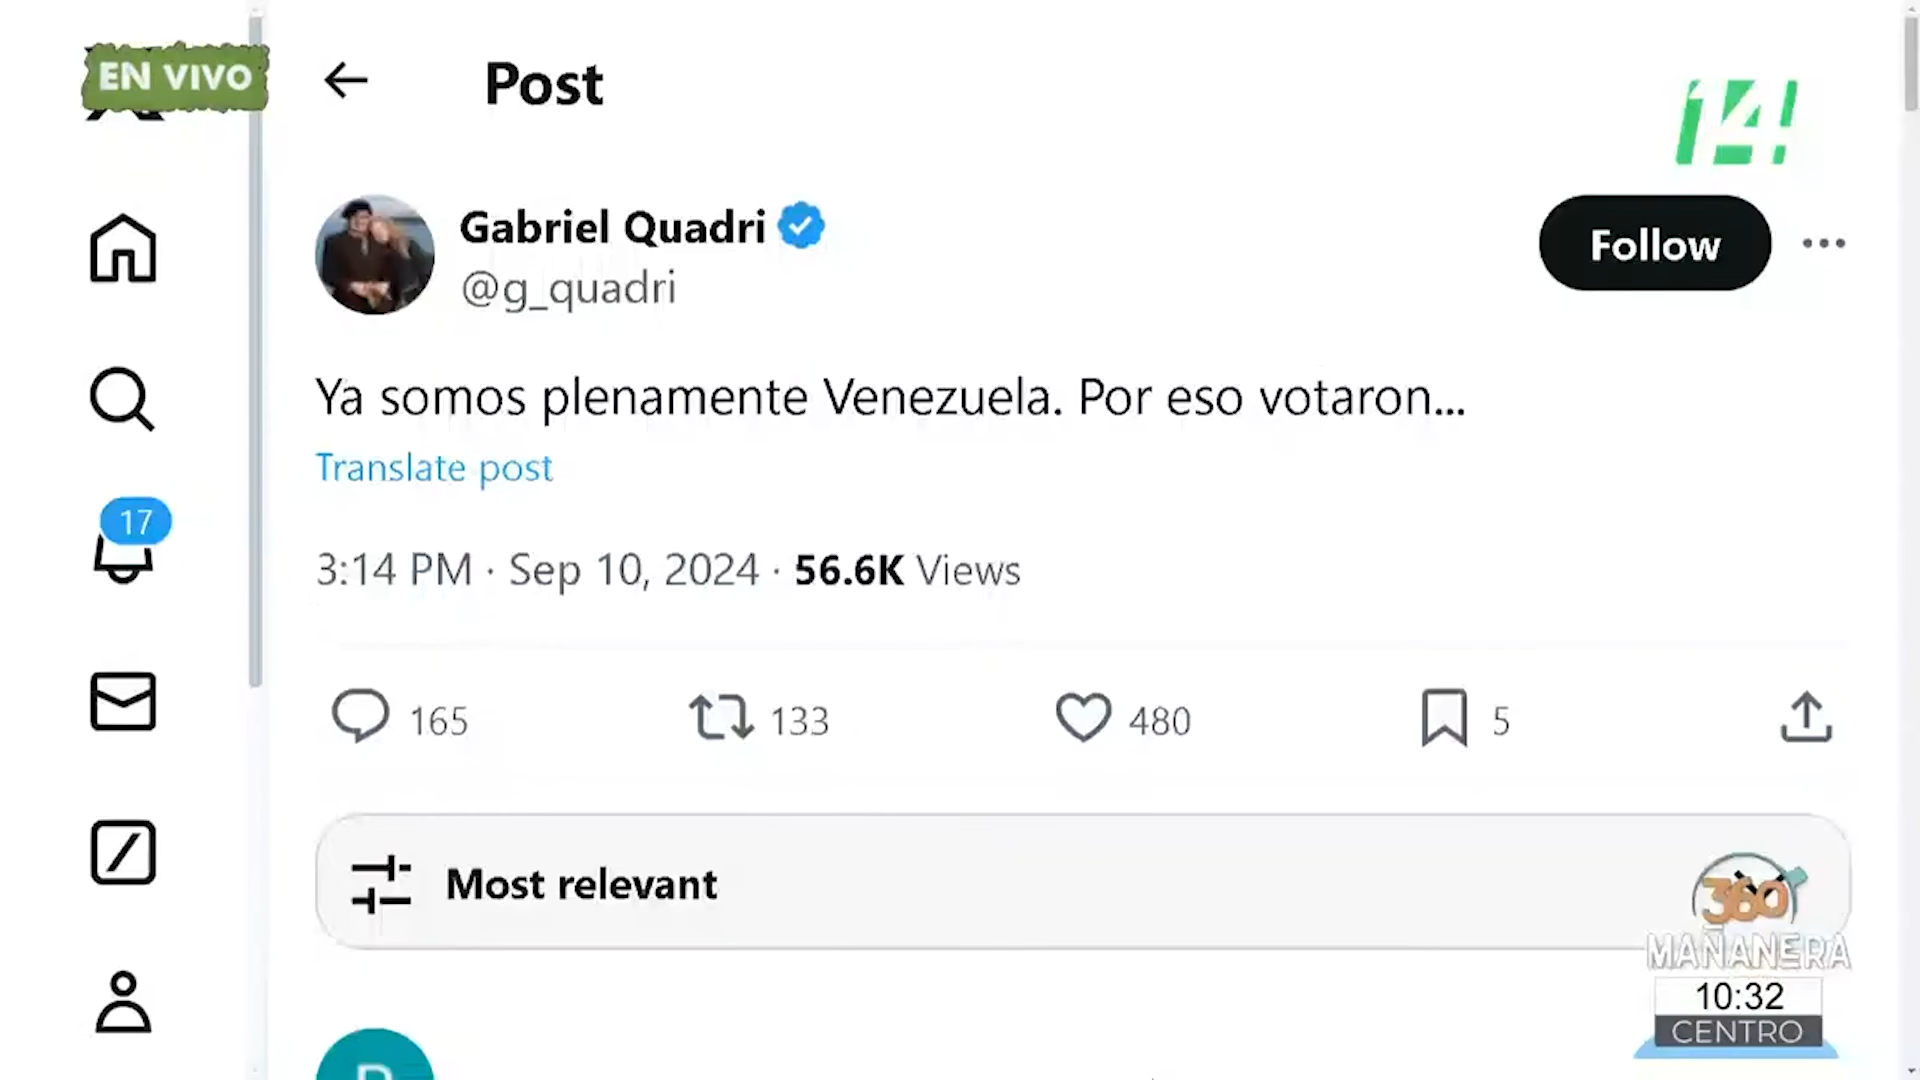 EN VIVO
Post
14!
Gabriel Quadri
@g_quadri
Follow
Ya somos plenamente Venezuela. Por eso votaron...
Translate post
17
3:14 PM · Sep 10, 2024 · 56.6K Views
165 133 480 5
Most relevant
360
MAÑANERA
10:32
CENTRO